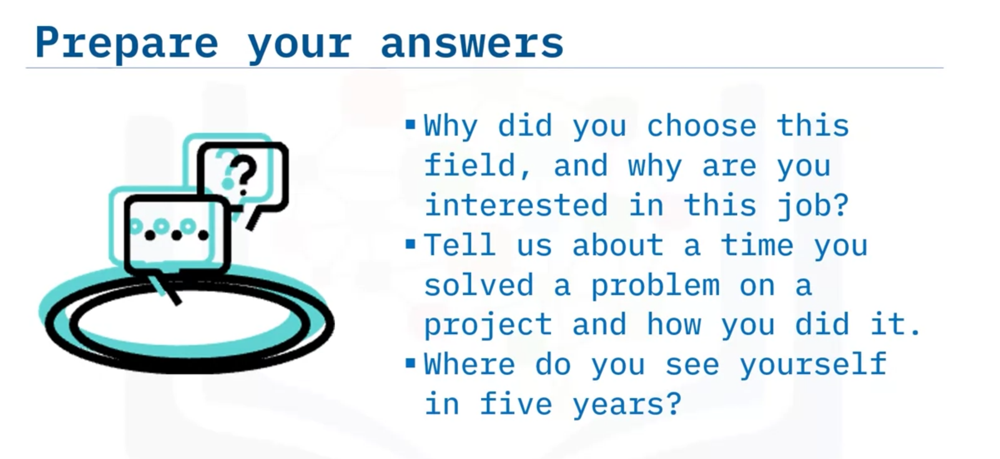 Prepare your answers
▪Why did you choose this
field, and why are you
interested in this job?
▪Tell us about a time you
solved a problem on a
project and how you did it.
▪Where do you see yourself
in five years?
?
?